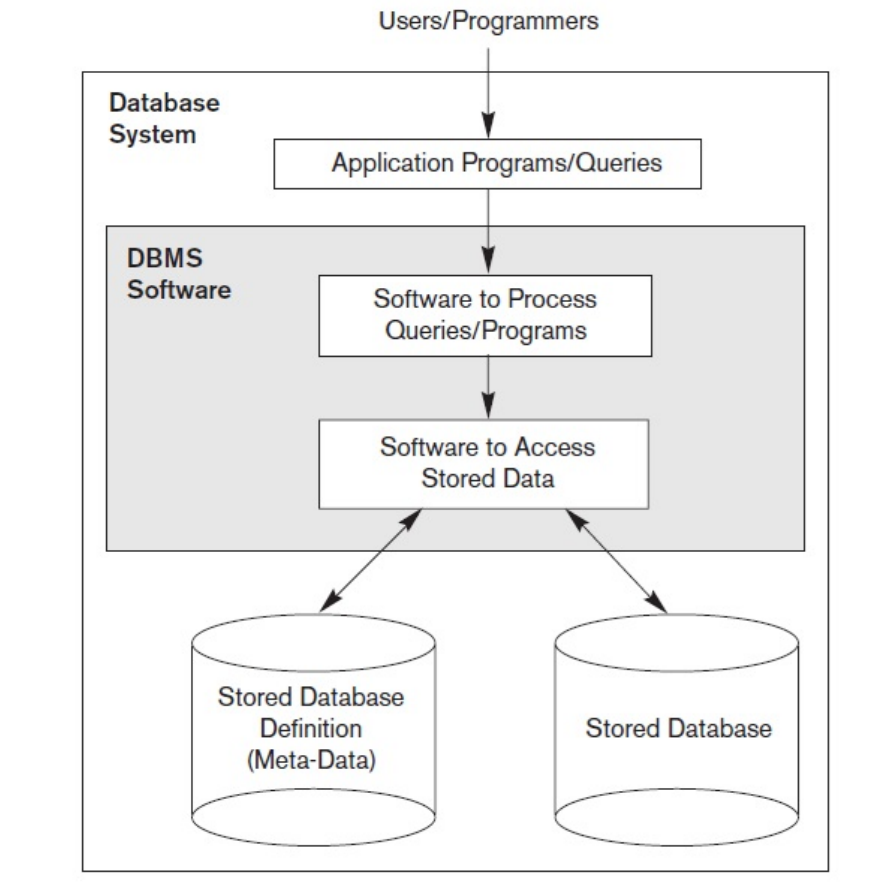 Users/Programmers
Database
System
Application Programs/Queries
DBMS
Software
Software to Process
Queries/Programs
Software to Access
Stored Data
Stored Database
Definition
(Meta-Data)
Stored Database